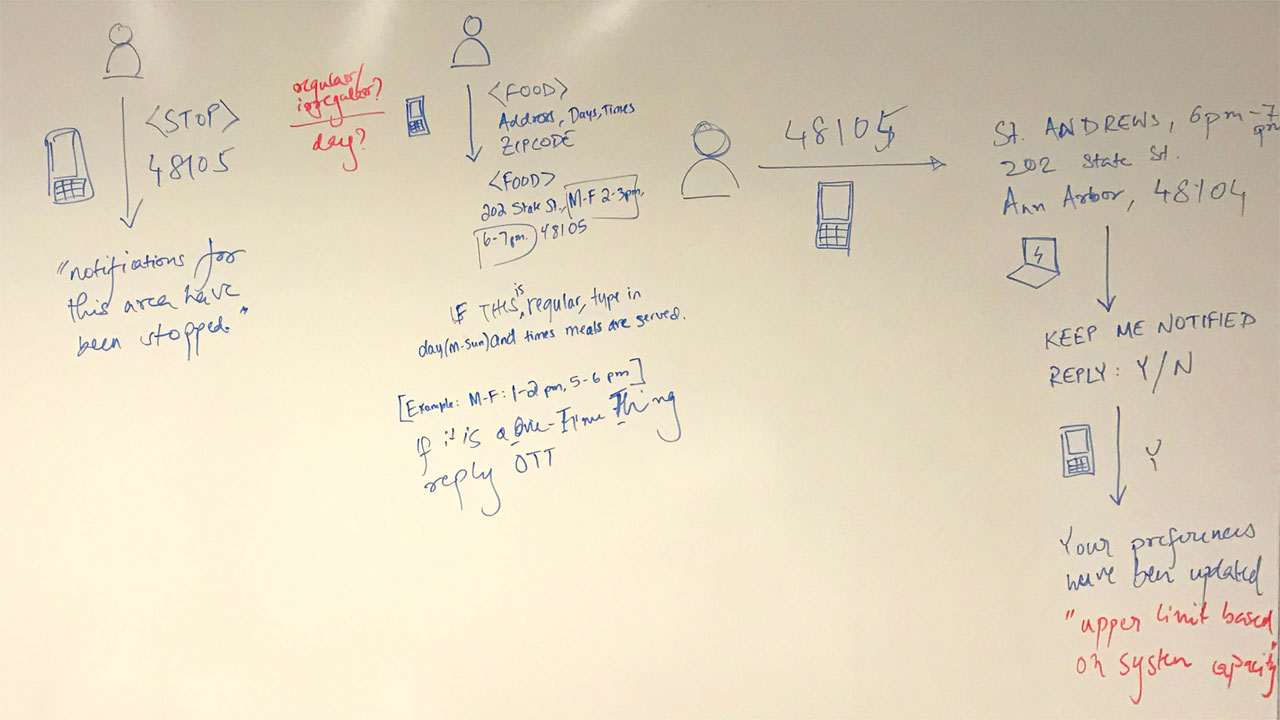 <STOP>
48105
"notifications for
this area have
been stopped."
regular/
irregular?
day?
<FOOD>
Address, Days, Times
ZIPCODE
<FOOD>
202 State St., M-F 2-3pm,
6-7pm. 48105
IF THIS is regular, type in
day(m-sun) and times meals are served.
[Example: M-F: 1-2 pm, 5-6 pm]
If it is a One-Time Thing
reply OTT
48105
St. ANDREWS, 6pm-7
pm
202 State St.
Ann Arbor, 48104
KEEP ME NOTIFIED
REPLY: Y/N
Y
Your preferences
have been updated
"upper limit based
on system capacity"